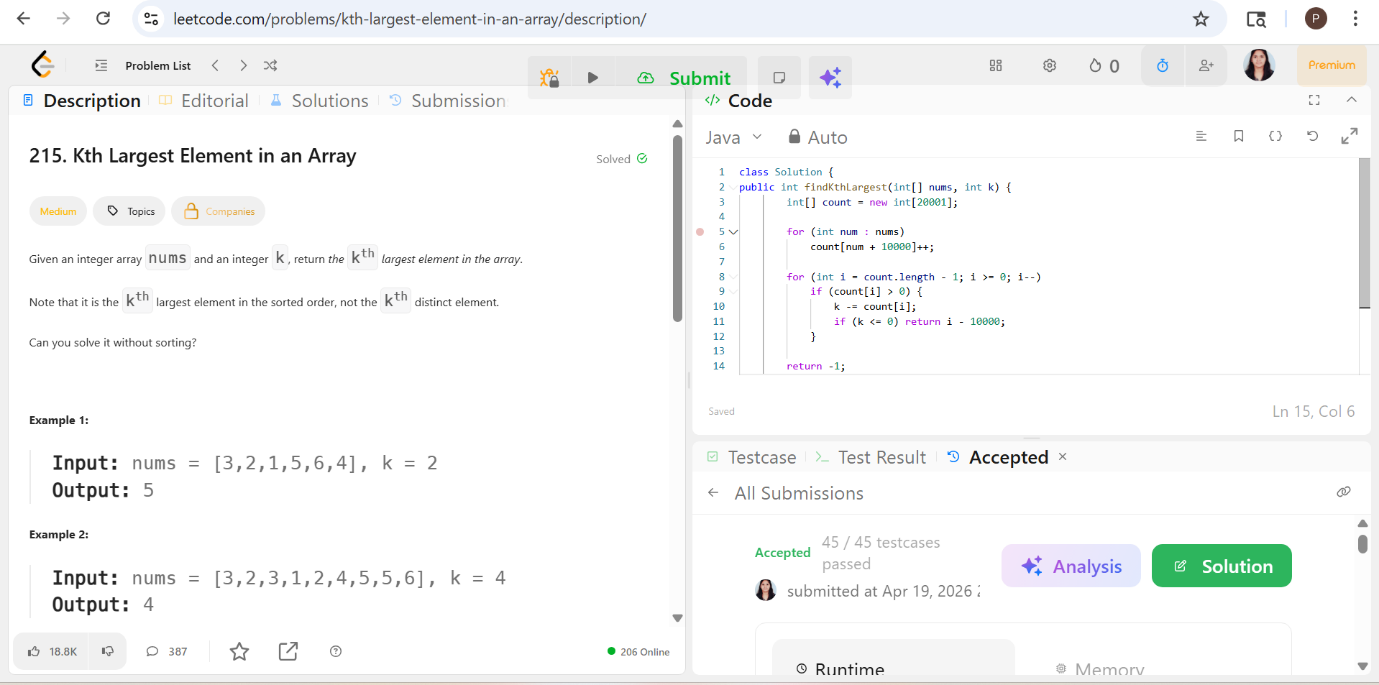 leetcode.com/problems/kth-largest-element-in-an-array/description/
P
Problem List
Submit
0
Premium
Description
Editorial
Solutions
Submission
215. Kth Largest Element in an Array
Solved
Medium
Topics
Companies
Given an integer array nums and an integer k, return the kth largest element in the array.
Note that it is the kth largest element in the sorted order, not the kth distinct element.
Can you solve it without sorting?
Example 1:
Input: nums = [3,2,1,5,6,4], k = 2
Output: 5
Example 2:
Input: nums = [3,2,3,1,2,4,5,5,6], k = 4
Output: 4
18.8K
387
206 Online
</> Code
Java
Auto
1 class Solution {
2 public int findKthLargest(int[] nums, int k) {
3 int[] count = new int[20001];
4
5 for (int num : nums)
6 count[num + 10000]++;
7
8 for (int i = count.length - 1; i >= 0; i--)
9 if (count[i] > 0) {
10 k -= count[i];
11 if (k <= 0) return i - 10000;
12 }
13
14 return -1;
Saved
Ln 15, Col 6
Testcase
Test Result
Accepted
All Submissions
Accepted
45 / 45 testcases
passed
submitted at Apr 19, 2026
Analysis
Solution
Runtime
Memory